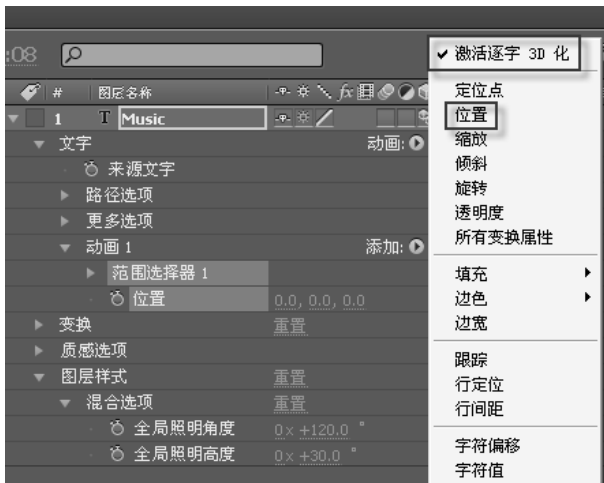 :08
✓ 激活逐字 3D 化
# 图层名称 fx
定位点
1 T Music
位置
文字 动画:
缩放
来源文字
倾斜
路径选项
旋转
更多选项
透明度
动画 1 添加:
所有变换属性
范围选择器 1
填充
位置 0.0, 0.0, 0.0
边色
变换 重置
边宽
质感选项
跟踪
图层样式 重置
行定位
混合选项 重置
行间距
全局照明角度 0 x +120.0 °
字符偏移
全局照明高度 0 x +30.0 °
字符值